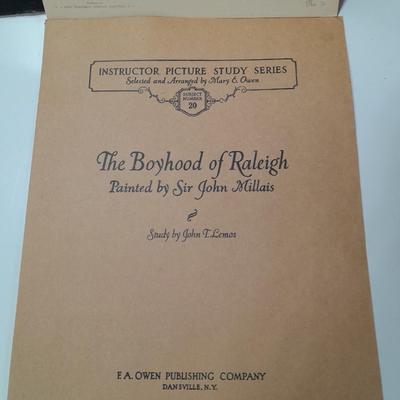 INSTRUCTOR PICTURE STUDY SERIES
Selected and Arranged by Mary E. Owen
SUBJECT
NUMBER
20
The Boyhood of Raleigh
Painted by Sir John Millais
Study by John T. Lemos
F. A. OWEN PUBLISHING COMPANY
DANSVILLE, N.Y.